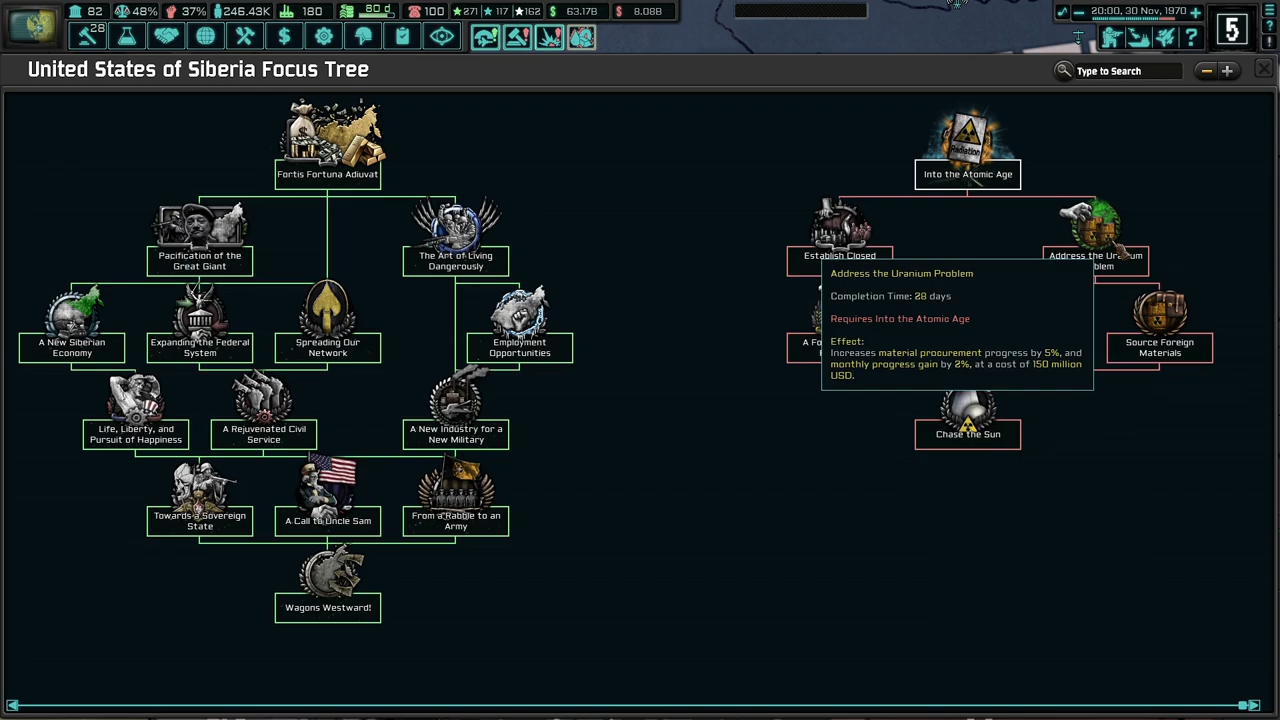 82 48% 37% 246.43K 180 80 d 100 271 117 162 $ 63.17B $ 8.08B
20:00, 30 Nov, 1970
28
5
United States of Siberia Focus Tree
Type to Search
Fortis Fortuna Adiuvat
Radiation
Into the Atomic Age
Pacification of the
Great Giant
The Art of Living
Dangerously
Establish Closed
Address the Uranium
A New Siberian
Economy
Expanding the Federal
System
Spreading Our
Network
Employment
Opportunities
Source Foreign
Materials
Address the Uranium Problem
Completion Time: 28 days
Requires Into the Atomic Age
Effect:
Increases material procurement progress by 5%, and
monthly progress gain by 2%, at a cost of 150 million
USD.
Life, Liberty, and
Pursuit of Happiness
A Rejuvenated Civil
Service
A New Industry for a
New Military
Chase the Sun
Towards a Sovereign
State
A Call to Uncle Sam
From a Rabble to an
Army
Wagons Westward!